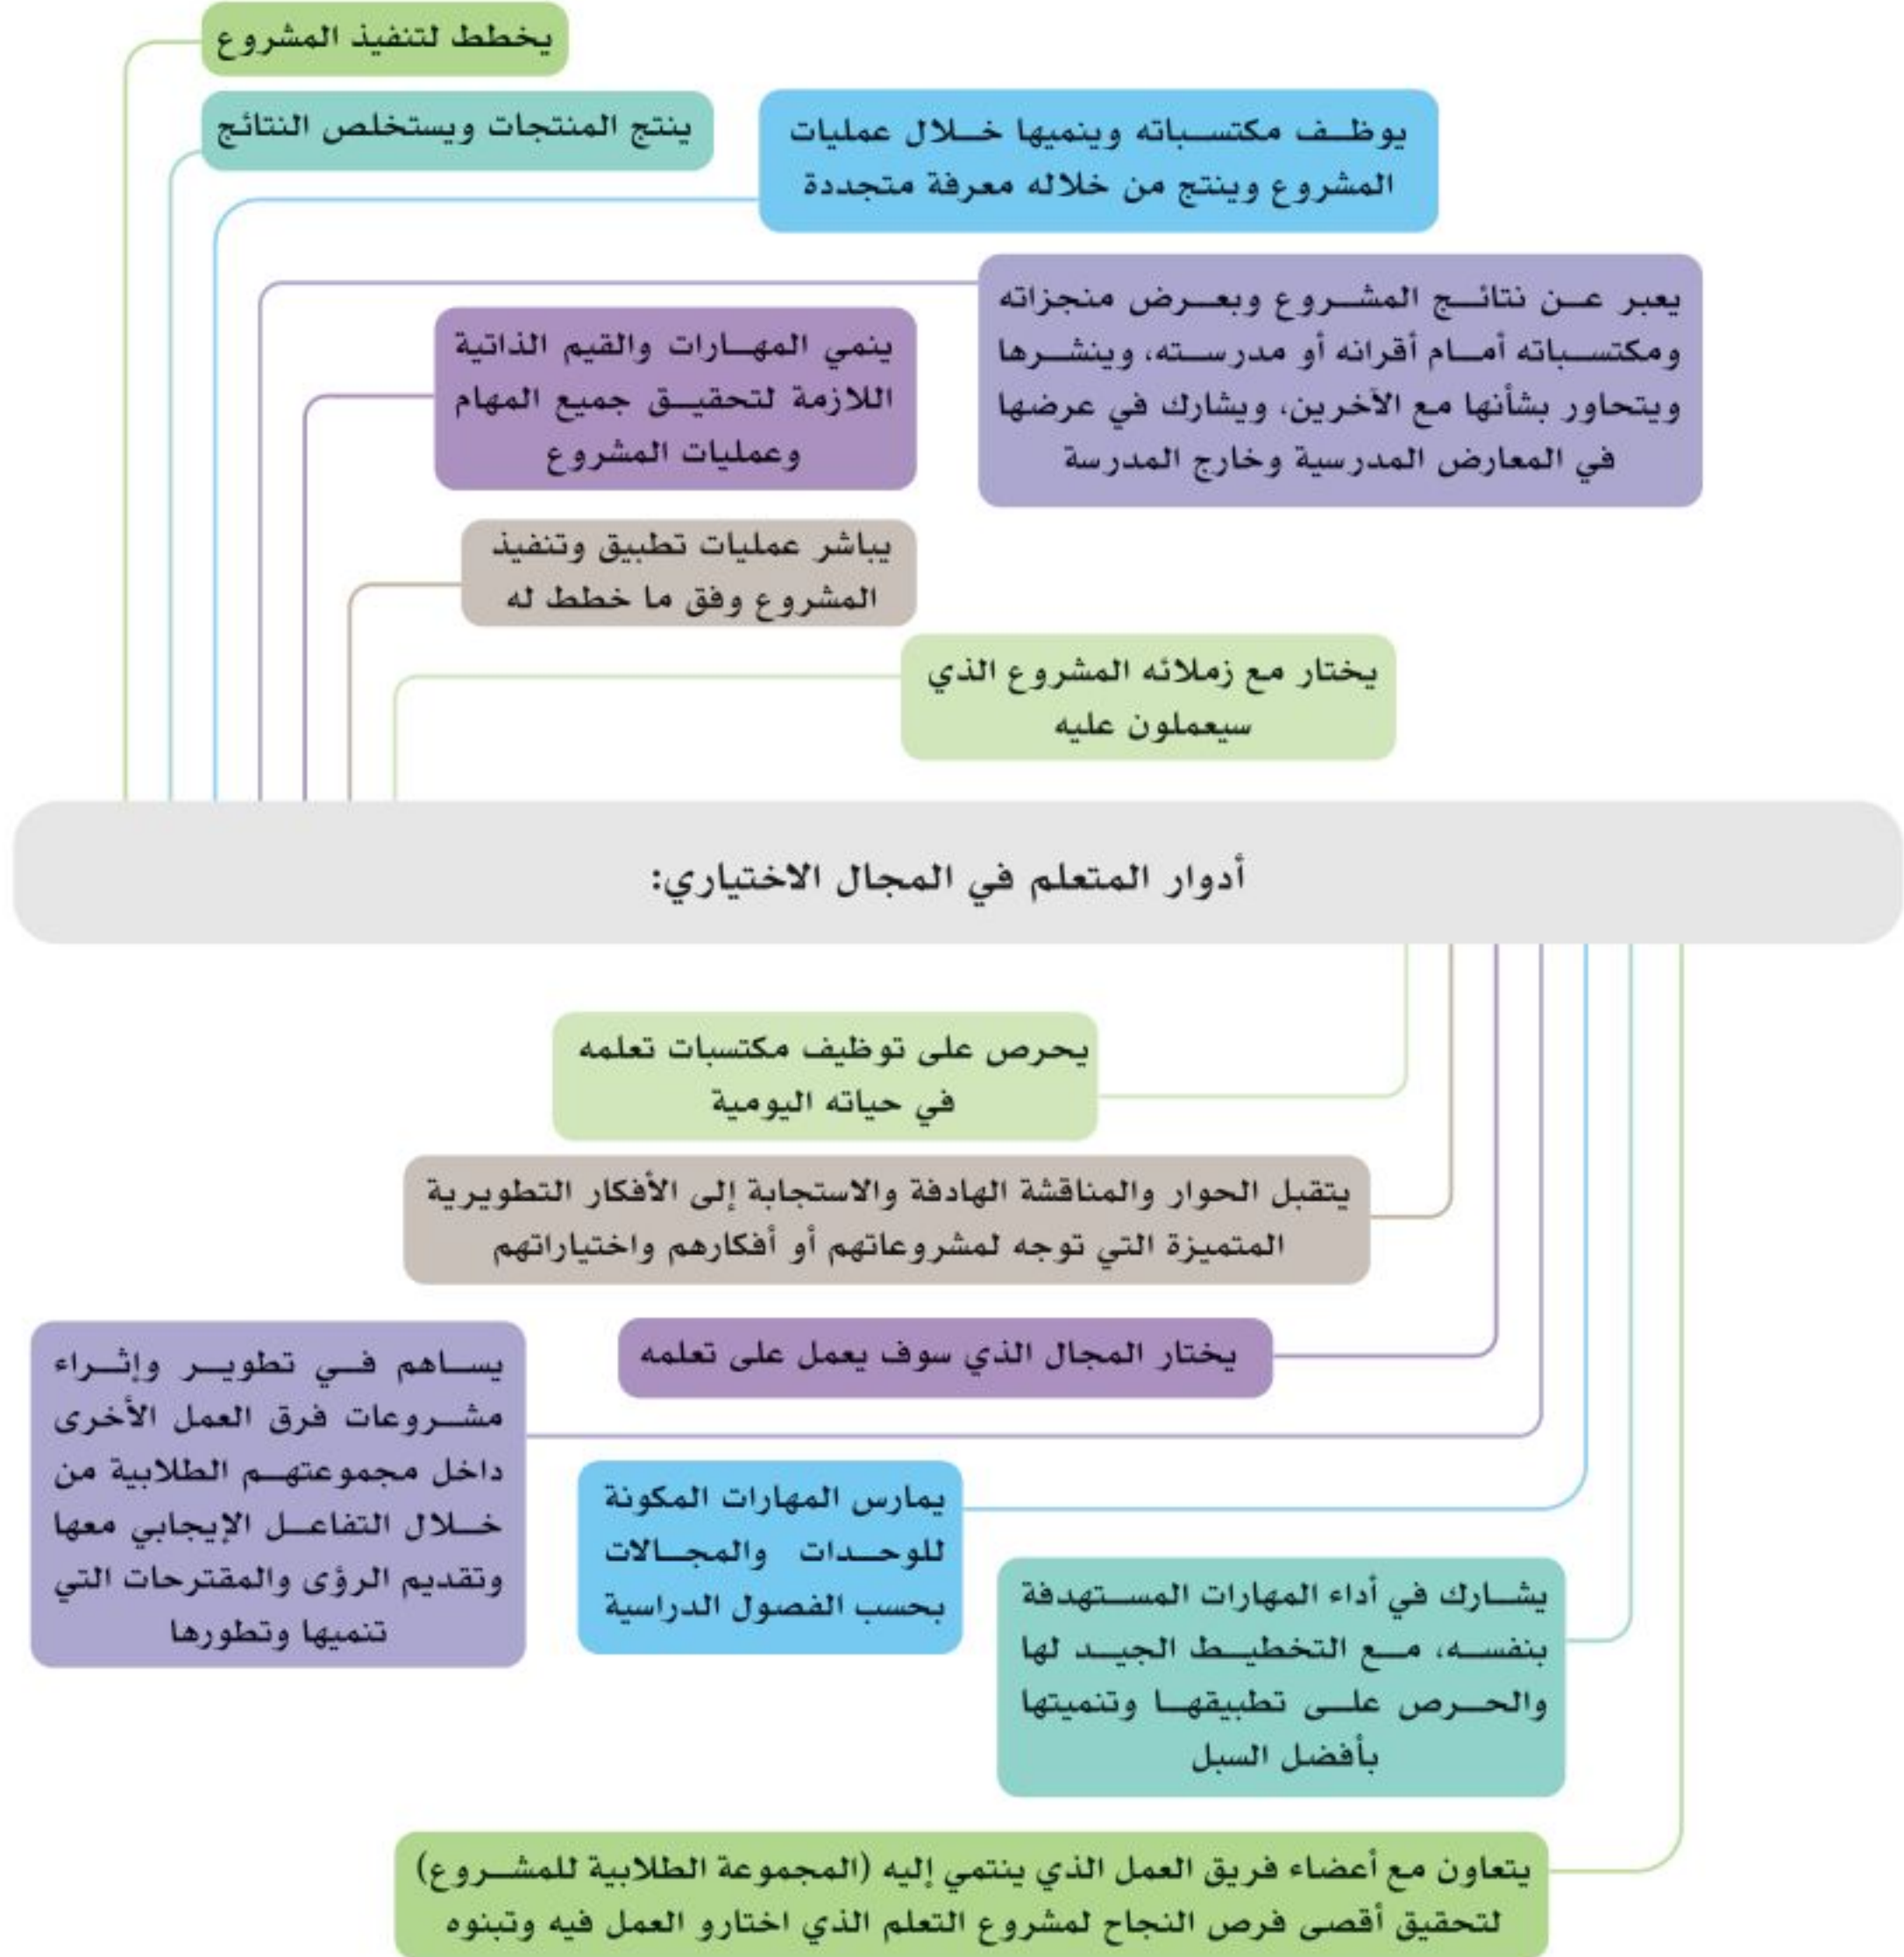 يخطط لتنفيذ المشروع
ينتج المنتجات ويستخلص النتائج
يوظف مكتسباته وينميها خلال عمليات
المشروع وينتج من خلاله معرفة متجددة
يعبر عن نتائج المشروع وبعرض منجزاته
ومكتسباته أمام أقرانه أو مدرسته، وينشرها
ويتحاور بشأنها مع الآخرين، ويشارك في عرضها
في المعارض المدرسية وخارج المدرسة
ينمي المهارات والقيم الذاتية
اللازمة لتحقيق جميع المهام
وعمليات المشروع
يباشر عمليات تطبيق وتنفيذ
المشروع وفق ما خطط له
يختار مع زملائه المشروع الذي
سيعملون عليه
أدوار المتعلم في المجال الاختياري:
يحرص على توظيف مكتسبات تعلمه
في حياته اليومية
يتقبل الحوار والمناقشة الهادفة والاستجابة إلى الأفكار التطويرية
المتميزة التي توجه لمشروعاتهم أو أفكارهم واختياراتهم
يختار المجال الذي سوف يعمل على تعلمه
يساهم في تطوير وإثراء
مشروعات فرق العمل الأخرى
داخل مجموعتهم الطلابية من
خلال التفاعل الإيجابي معها
وتقديم الرؤى والمقترحات التي
تنميها وتطورها
يمارس المهارات المكونة
للوحدات والمجالات
بحسب الفصول الدراسية
يشارك في أداء المهارات المستهدفة
بنفسه، مع التخطيط الجيد لها
والحرص على تطبيقها وتنميتها
بأفضل السبل
يتعاون مع أعضاء فريق العمل الذي ينتمي إليه (المجموعة الطلابية للمشروع)
لتحقيق أقصى فرص النجاح لمشروع التعلم الذي اختارو العمل فيه وتبنوه